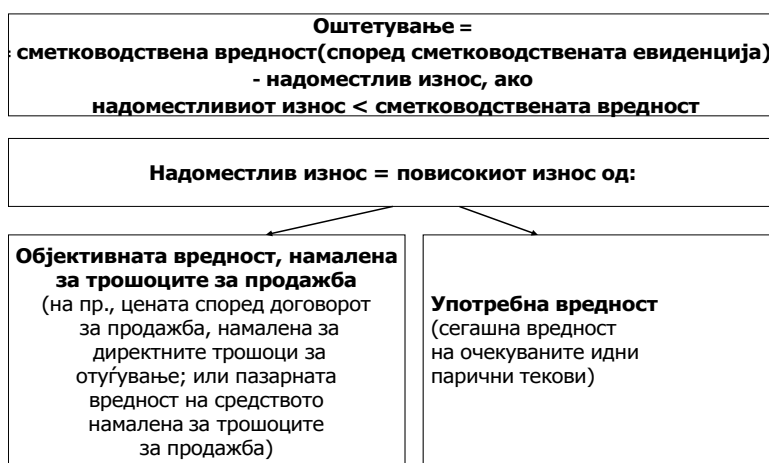 Оштетување =
= сметководствена вредност(според сметководствената евиденција)
- надоместлив износ, ако
надоместливиот износ < сметководствената вредност
Надоместлив износ = повисокиот износ од:
Објективната вредност, намалена
за трошоците за продажба
(на пр., цената според договорот
за продажба, намалена за
директните трошоци за
отуѓување; или пазарната
вредност на средството
намалена за трошоците
за продажба)
Употребна вредност
(сегашна вредност
на очекуваните идни
парични текови)